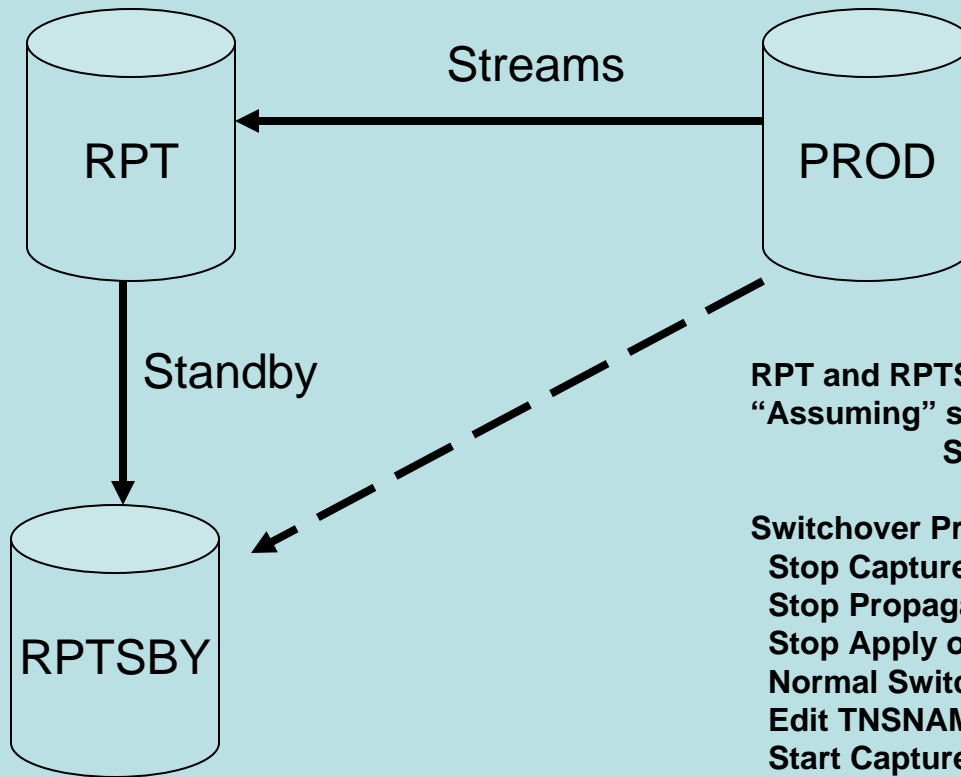 Streams
RPT
PROD
Standby
RPTSBY
RPT and
"Assuming"
Switchover
Stop Capture
Stop
Stop Apply
Normal
Edit
Start Capture